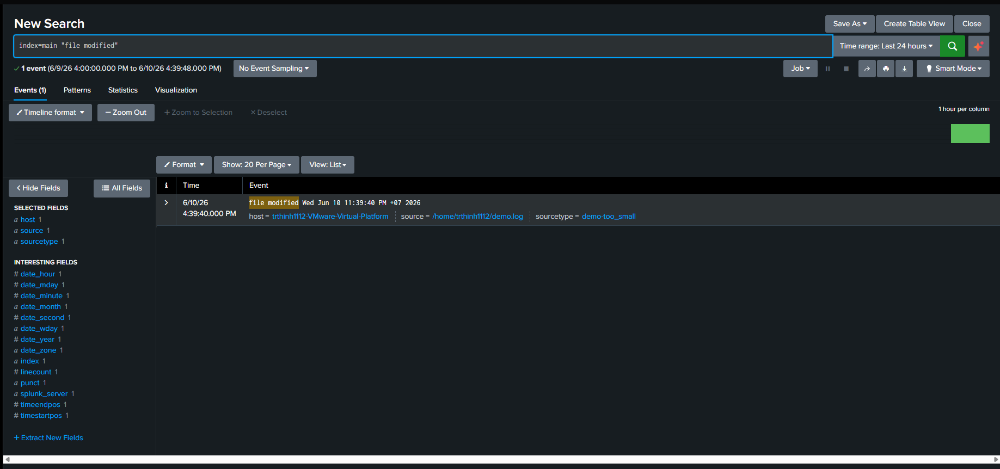 New Search
Save As Create Table View Close
index=main "file modified"
Time range: Last 24 hours
1 event (6/9/26 4:00:00.000 PM to 6/10/26 4:39:48.000 PM) No Event Sampling
Job Smart Mode
Events (1) Patterns Statistics Visualization
Timeline format — Zoom Out + Zoom to Selection × Deselect
1 hour per column
Format Show: 20 Per Page View: List
< Hide Fields All Fields
i Time Event
SELECTED FIELDS
a host 1
a source 1
a sourcetype 1
INTERESTING FIELDS
# date_hour 1
# date_mday 1
# date_minute 1
a date_month 1
# date_second 1
a date_wday 1
# date_year 1
a date_zone 1
a index 1
# linecount 1
a punct 1
a splunk_server 1
# timeendpos 1
# timestartpos 1
+ Extract New Fields
> 6/10/26
4:39:40.000 PM
file modified Wed Jun 10 11:39:40 PM +07 2026
host = trthinh1112-VMware-Virtual-Platform source = /home/trthinh1112/demo.log sourcetype = demo-too_small